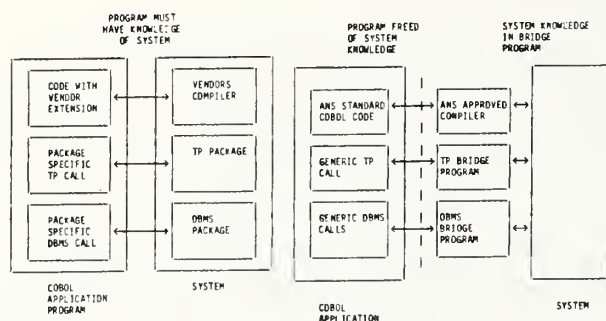 PROGRAM MUST
HAVE KNOWLEDGE
OF SYSTEM
CODE WITH
VENDOR
EXTENSION
VENDORS
COMPILER
PACKAGE
SPECIFIC
TP CALL
TP PACKAGE
PACKAGE
SPECIFIC
DBMS CALL
DBMS
PACKAGE
COBOL
APPLICATION
PROGRAM
SYSTEM
PROGRAM FREED
OF SYSTEM
KNOWLEDGE
SYSTEM KNOWLEDGE
IN BRIDGE
PROGRAM
ANS STANDARD
COBOL CODE
ANS APPROVED
COMPILER
GENERIC TP
CALL
TP BRIDGE
PROGRAM
GENERIC DBMS
CALLS
DBMS
BRIDGE
PROGRAM
COBOL
APPLICATION
SYSTEM